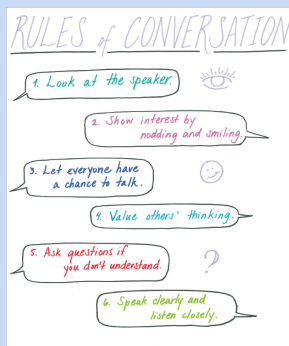 RULES of CONVERSATION
1. Look at the speaker.
2. Show interest by
nodding and smiling.
3. Let everyone have
a chance to talk.
4. Value others' thinking.
5. Ask questions if
you don't understand.
?
6. Speak clearly and
listen closely.